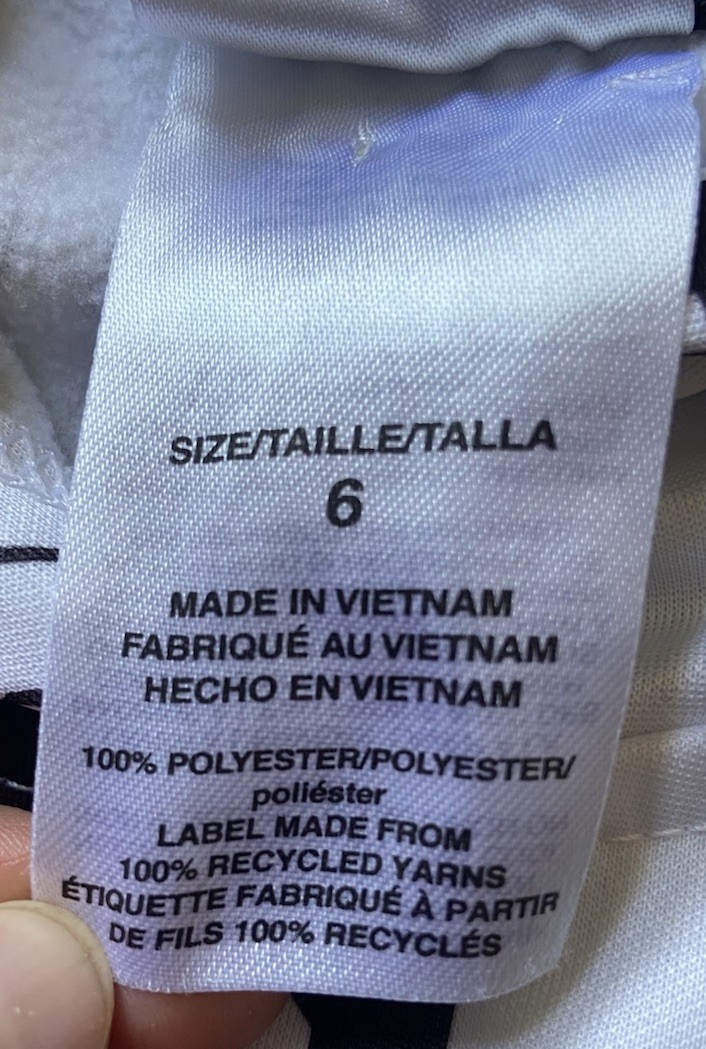 SIZE/TAILLE/TALLA
6
MADE IN VIETNAM
FABRIQUÉ AU VIETNAM
HECHO EN VIETNAM
100% POLYESTER/POLYESTER/
poliéster
LABEL MADE FROM
100% RECYCLED YARNS
ÉTIQUETTE FABRIQUÉ À PARTIR
DE FILS 100% RECYCLÉS